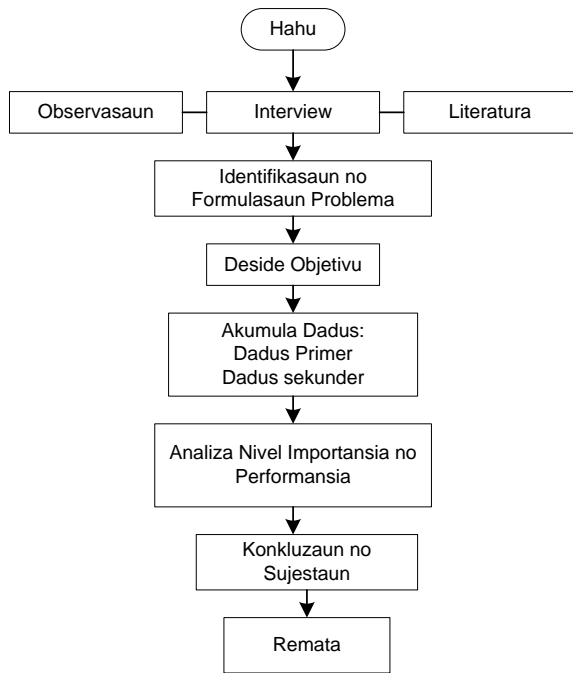 Hahu
Observasaun
Interview
Literatura
Identifikasaun no
Formulasaun Problema
Deside Objetivu
Akumula Dadus:
Dadus Primer
Dadus sekunder
Analiza Nivel Importansia no
Performansia
Konkluzaun no
Sujestaun
Remata